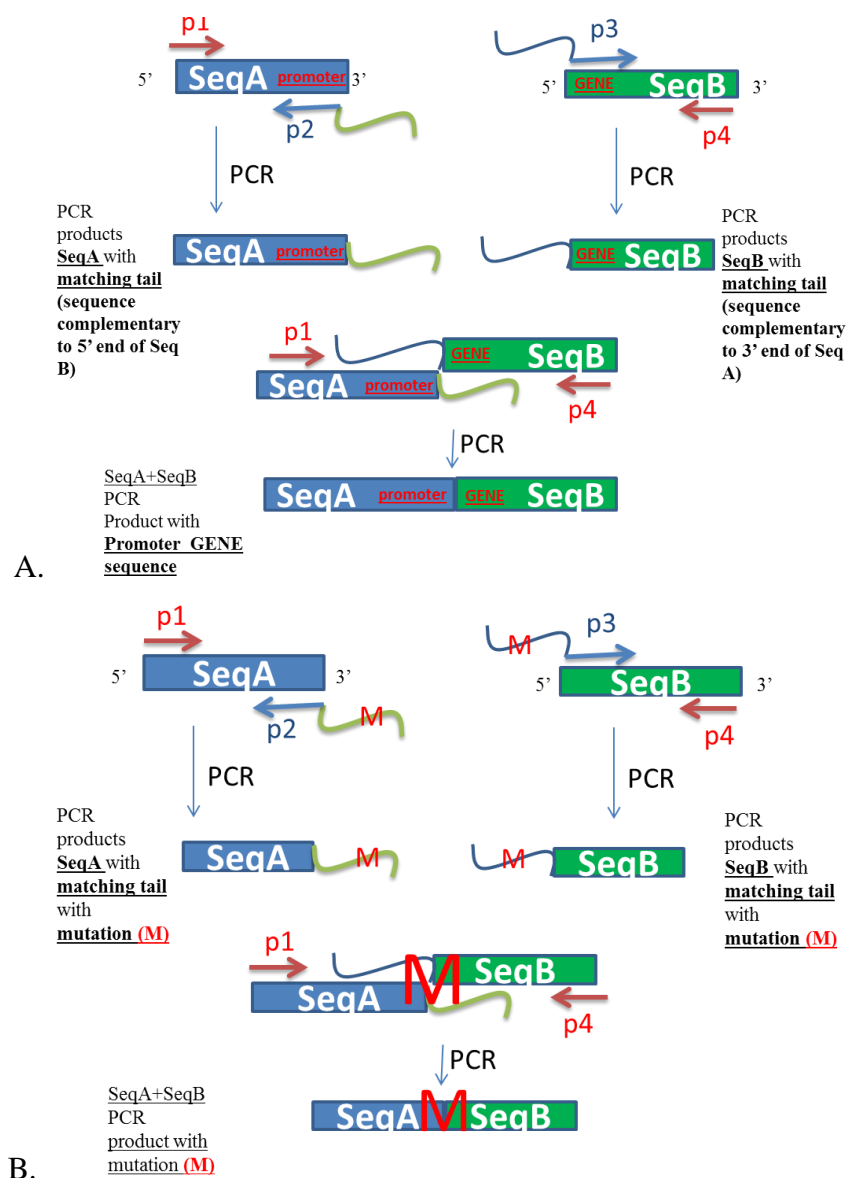 p1
p3
5’ SeqA promoter 3’
5’ GENE SeqB 3’
p2
p4
PCR
PCR
PCR
products
SeqA with
matching tail
(sequence
complementary
to 5’ end of Seq
B)
SeqA promoter
GENE SeqB
PCR
products
SeqB with
matching tail
(sequence
complementary
to 3’ end of Seq
A)
p1
GENE SeqB
SeqA promoter
p4
PCR
SeqA+SeqB
PCR
Product with
Promoter GENE
sequence
SeqA promoter GENE SeqB
A.
p1
M p3
5’ SeqA 3’
5’ SeqB 3’
p2 M
p4
PCR
PCR
PCR
products
SeqA with
matching tail
with
mutation (M)
SeqA M
M SeqB
PCR
products
SeqB with
matching tail
with
mutation (M)
p1
M SeqB
SeqA
p4
PCR
SeqA+SeqB
PCR
product with
mutation (M)
SeqA M SeqB
B.